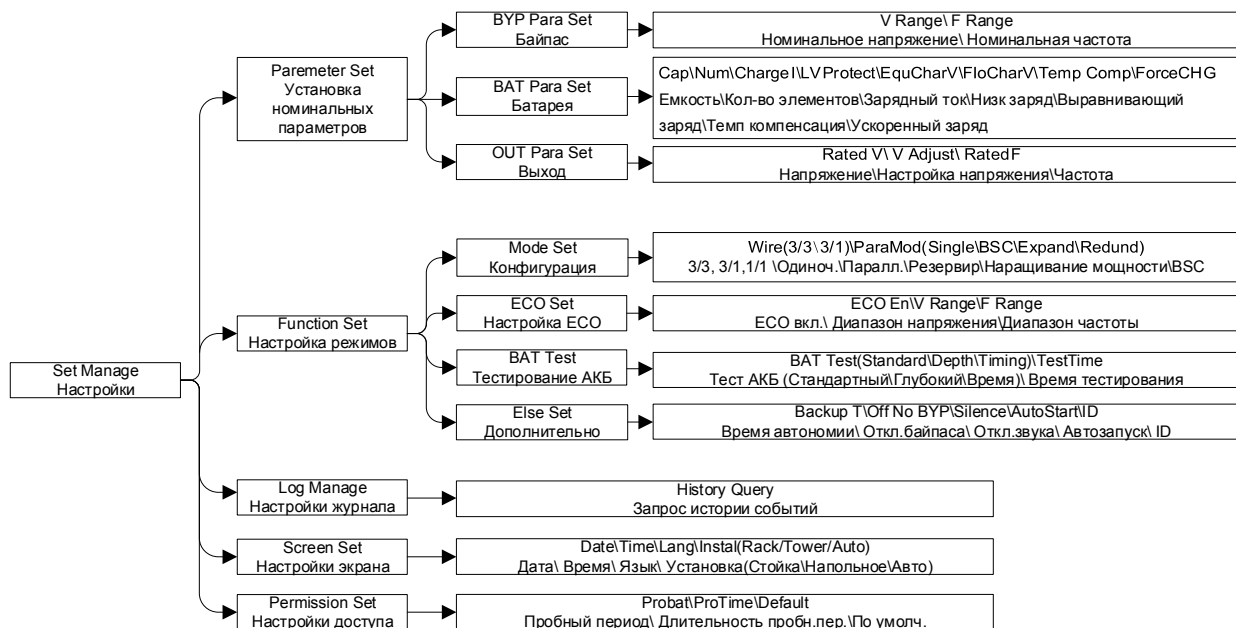 Set Manage
Настройки
Paremeter Set
Установка
номинальных
параметров
BYP Para Set
Байпас
V Range\ F Range
Номинальное напряжение\ Номинальная частота
BAT Para Set
Батарея
Cap\Num\ChargeI\LVProtect\EquCharV\FloCharV\Temp Comp\ForceCHG
Емкость\Кол-во элементов\Зарядный ток\Низк заряд\Выравнивающий
заряд\Темп компенсация\Ускоренный заряд
OUT Para Set
Выход
Rated V\ V Adjust\ RatedF
Напряжение\Настройка напряжения\Частота
Function Set
Настройка режимов
Mode Set
Конфигурация
Wire(3/3\3/1)\ParaMod(Single\BSC\Expand\Redund)
3/3, 3/1,1/1 \Одиноч.\Паралл.\Резервир\Наращивание мощности\BSC
ECO Set
Настройка ECO
ECO En\V Range\F Range
ECO вкл.\ Диапазон напряжения\Диапазон частоты
BAT Test
Тестирование АКБ
BAT Test(Standard\Depth\Timing)\TestTime
Тест АКБ (Стандартный\Глубокий\Время)\ Время тестирования
Else Set
Дополнительно
Backup T\Off No BYP\Silence\AutoStart\ID
Время автономии\ Откл.байпаса\ Откл.звука\ Автозапуск\ ID
Log Manage
Настройки журнала
History Query
Запрос истории событий
Screen Set
Настройки экрана
Date\Time\Lang\Instal(Rack/Tower/Auto)
Дата\ Время\ Язык\ Установка(Стойка\Напольное\Авто)
Permission Set
Настройки доступа
Probat\ProTime\Default
Пробный период\ Длительность пробн.пер.\По умолч.